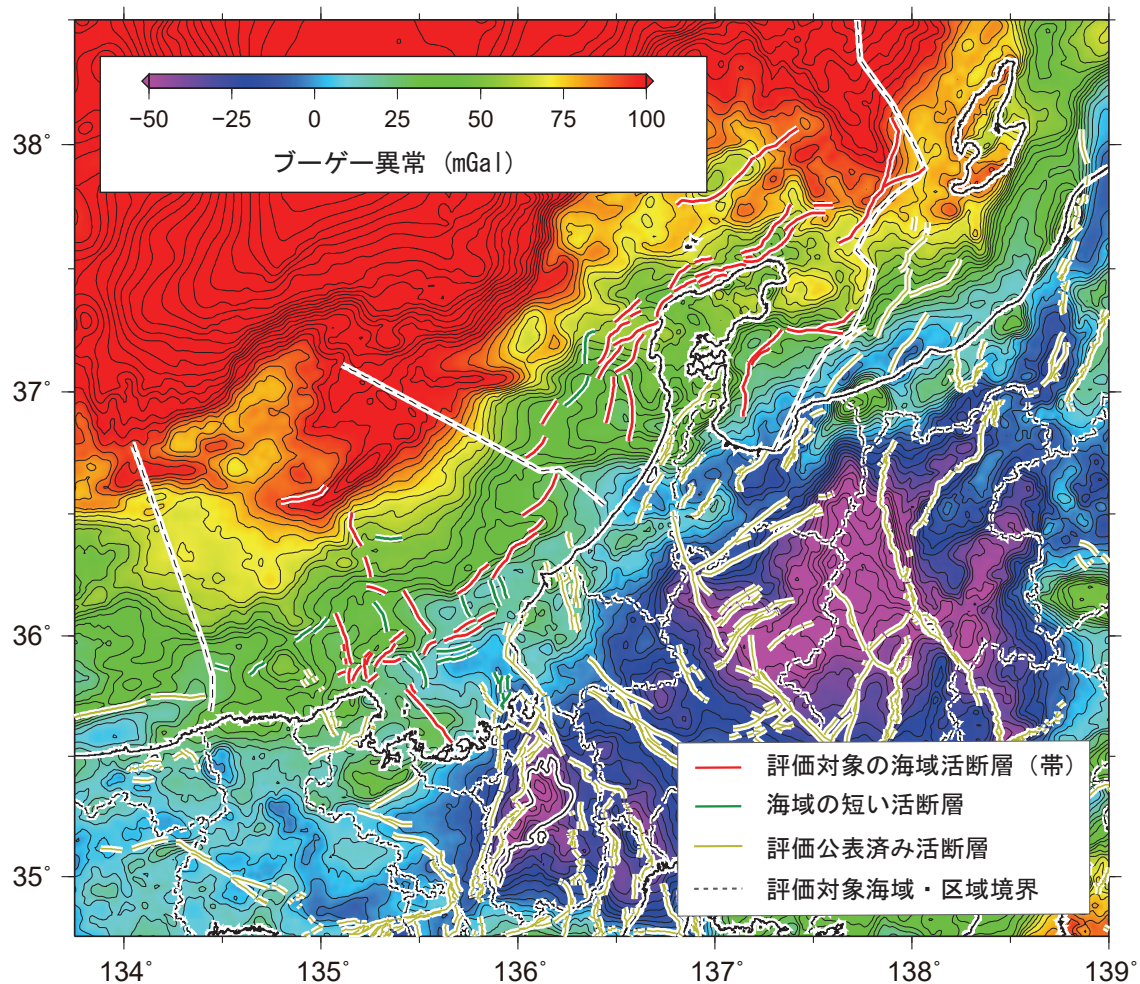 −50 −25 0 25 50 75 100
ブーゲー異常 (mGal)
38˚
37˚
36˚
35˚
評価対象の海域活断層（帯）
海域の短い活断層
評価公表済み活断層
評価対象海域・区域境界
134˚ 135˚ 136˚ 137˚ 138˚ 139˚